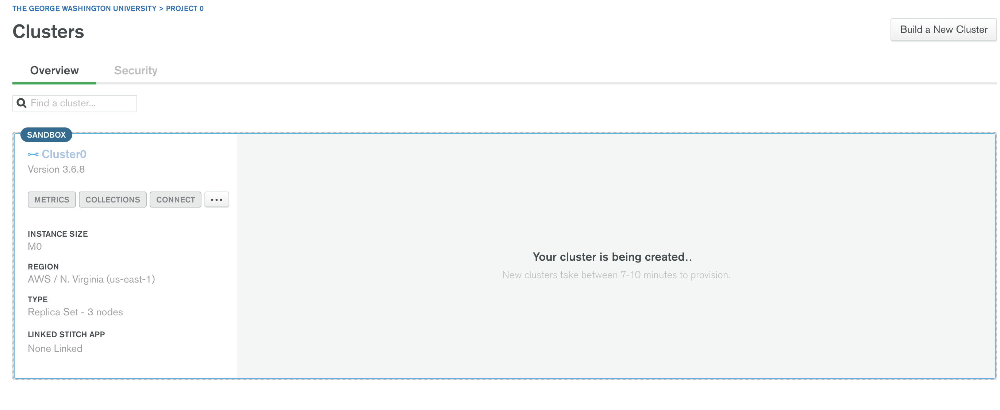 THE GEORGE WASHINGTON UNIVERSITY > PROJECT 0
Clusters
Build a New Cluster
Overview
Security
Find a cluster...
SANDBOX
Cluster0
Version 3.6.8
METRICS
COLLECTIONS
CONNECT
...
INSTANCE SIZE
M0
REGION
AWS / N. Virginia (us-east-1)
TYPE
Replica Set - 3 nodes
LINKED STITCH APP
None Linked
Your cluster is being created..
New clusters take between 7-10 minutes to provision.